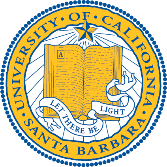 UNIVERSITY · OF · CALIFORNIA
A
LET THERE BE
LIGHT
SANTA BARBARA